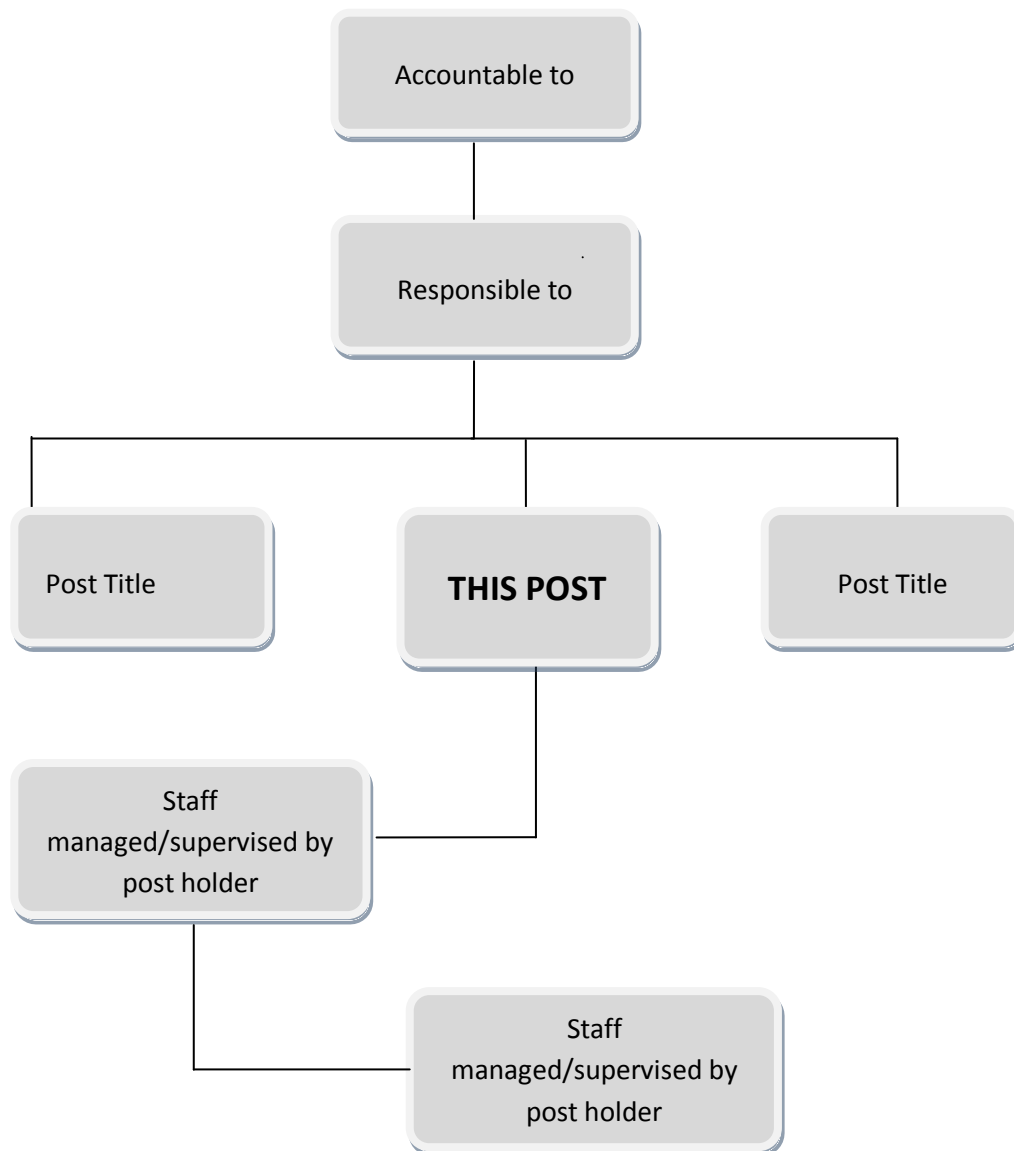 Accountable to
Responsible to
Post Title
THIS POST
Post Title
Staff
managed/supervised by
post holder
Staff
managed/supervised by
post holder